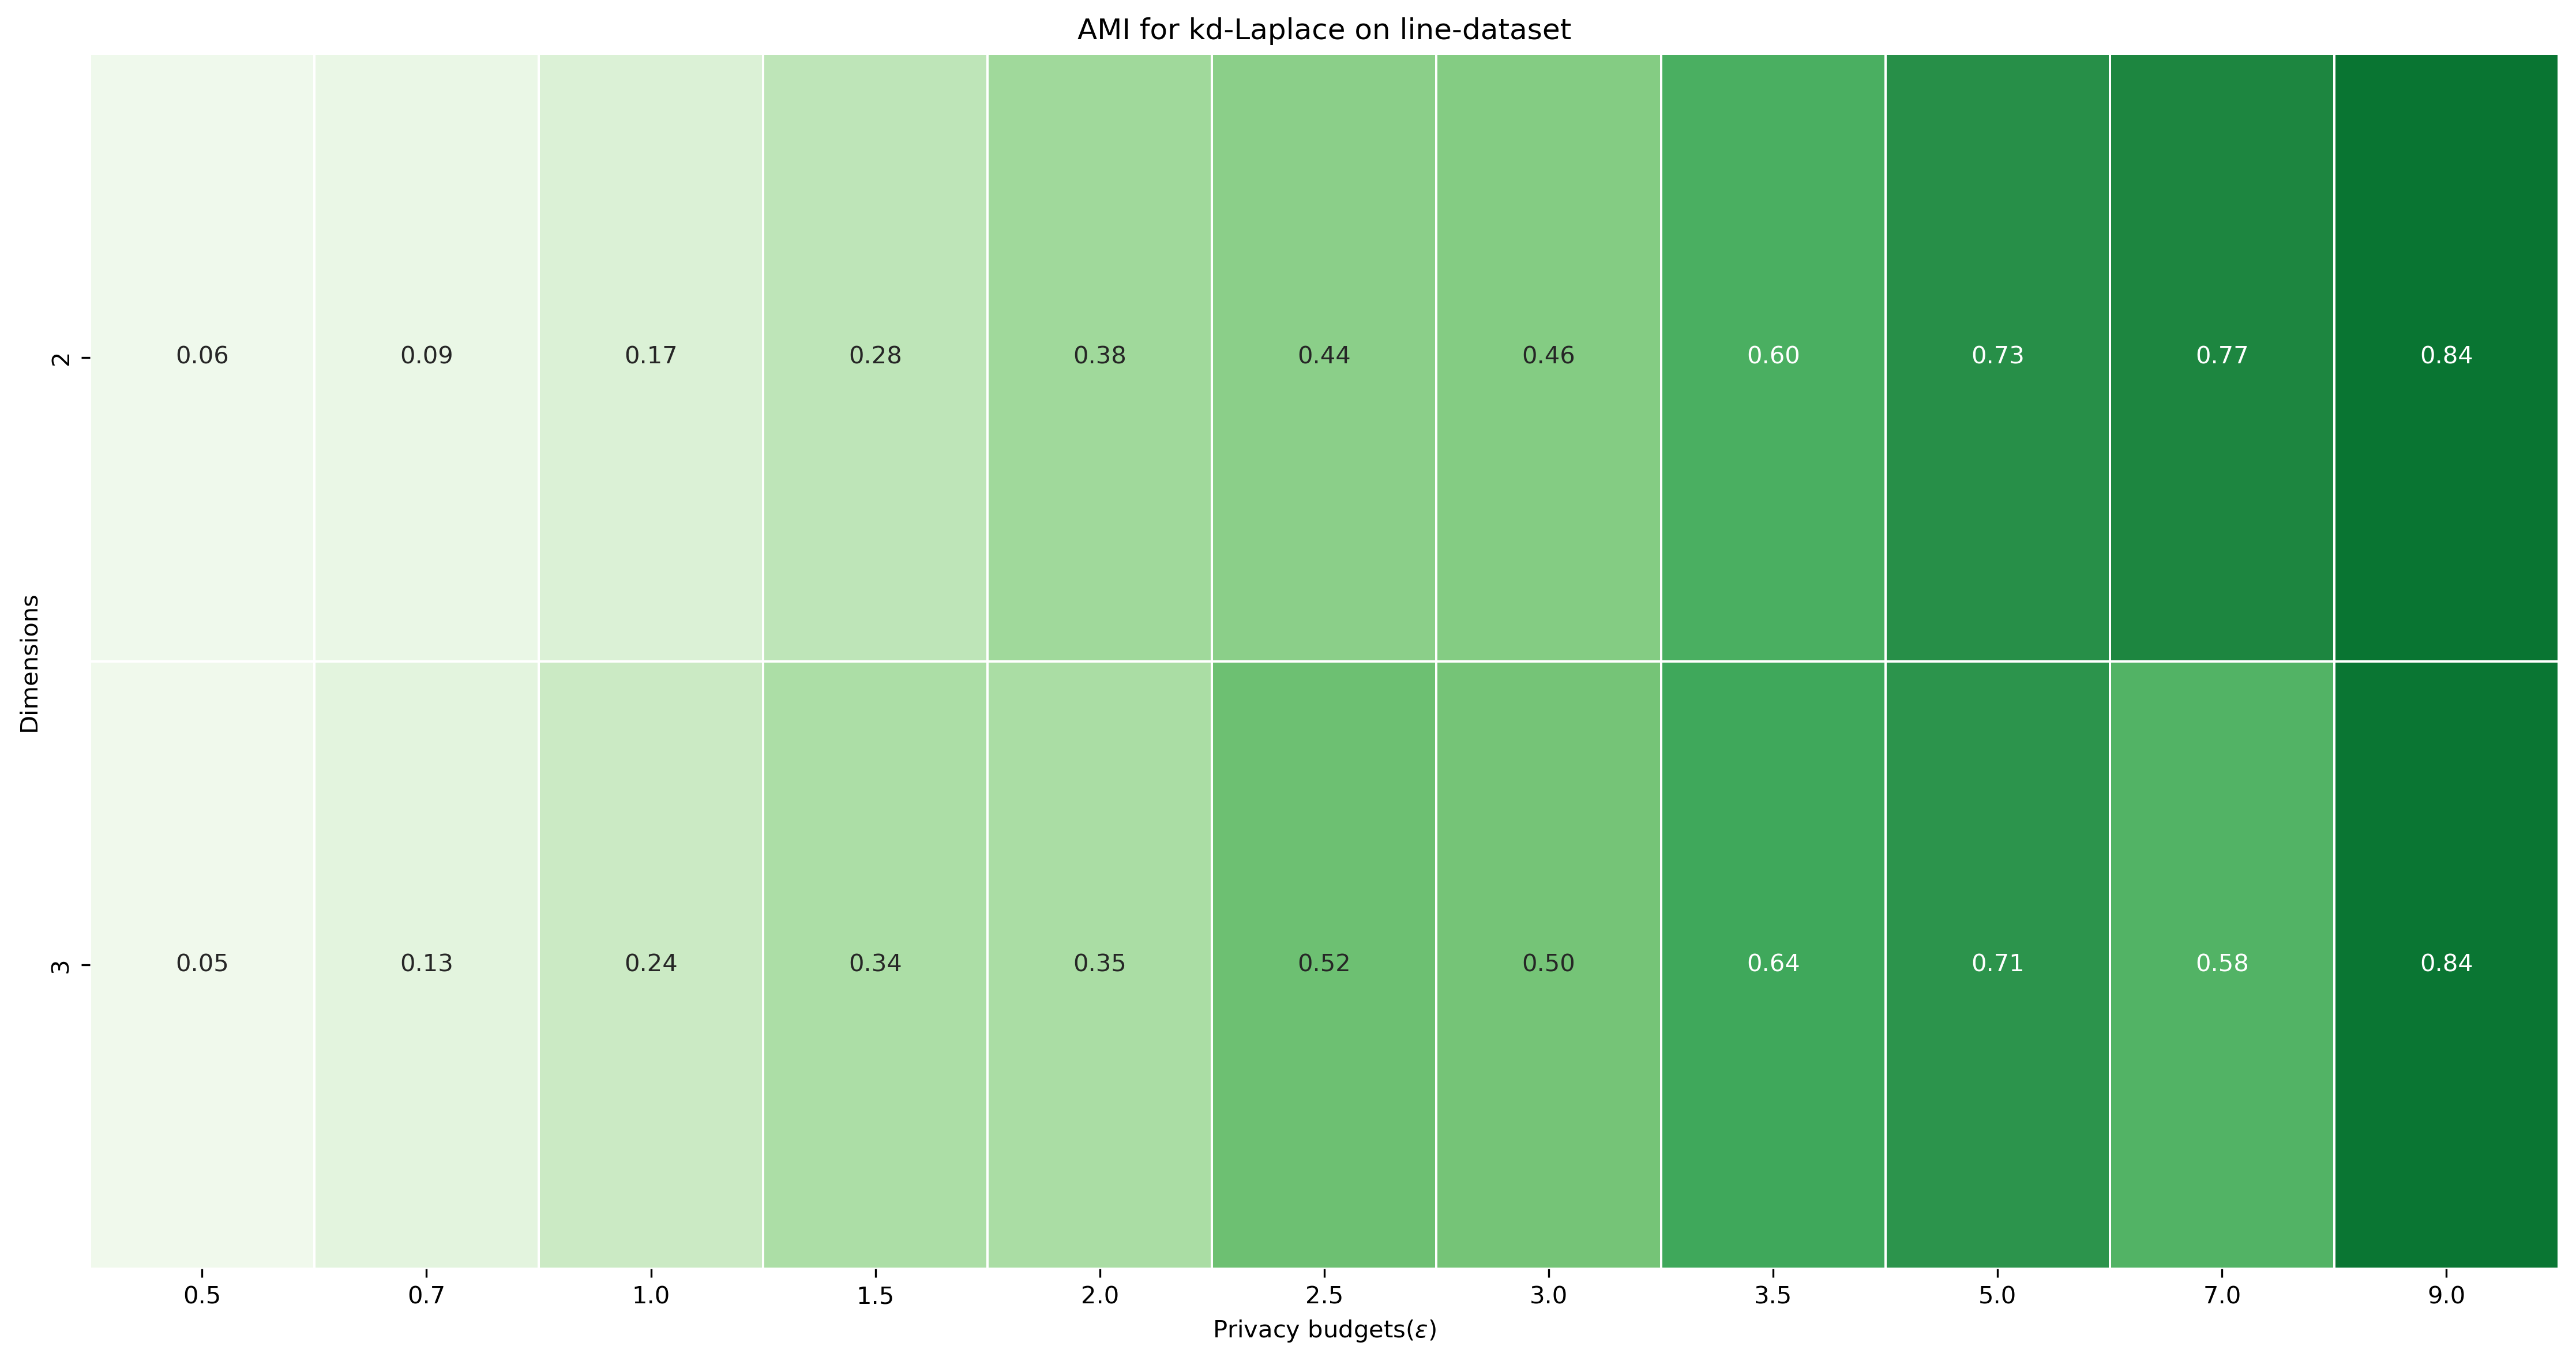 AMI for kd-Laplace on line-dataset
Dimensions
2
0.06 0.09 0.17 0.28 0.38 0.44 0.46 0.60 0.73 0.77 0.84
3
0.05 0.13 0.24 0.34 0.35 0.52 0.50 0.64 0.71 0.58 0.84
0.5 0.7 1.0 1.5 2.0 2.5 3.0 3.5 5.0 7.0 9.0
Privacy budgets(ε)